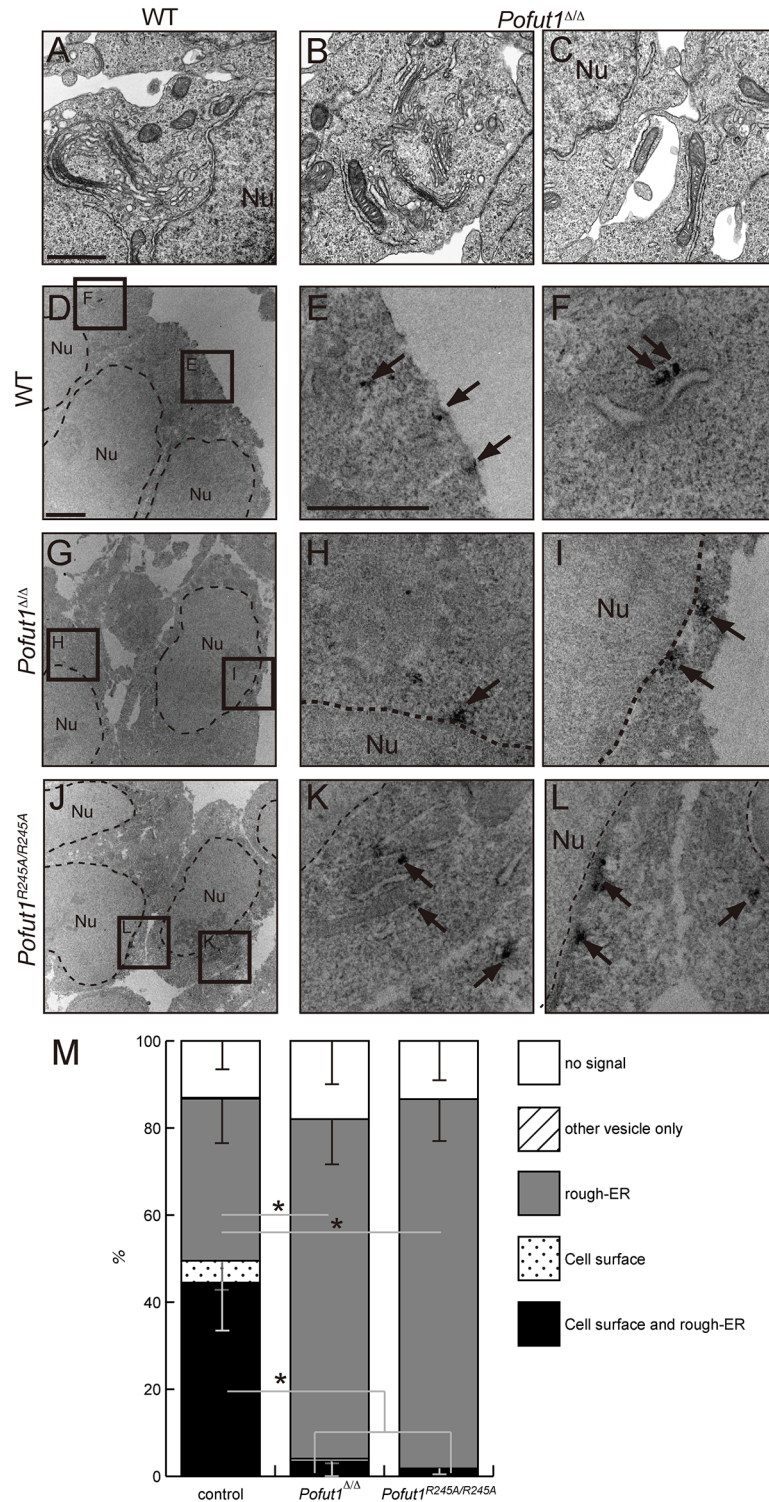 WT
Pofut1Δ/Δ
A
Nu
B
C
Nu
WT
D
F
E
Nu
Nu
Nu
E
F
Pofut1Δ/Δ
G
H
Nu
I
Nu
H
Nu
I
Nu
Pofut1R245A/R245A
J
Nu
Nu
Nu
L
K
K
L
Nu
M
100
80
60
40
20
0
%
*
*
*
control
Pofut1Δ/Δ
Pofut1R245A/R245A
no signal
other vesicle only
rough-ER
Cell surface
Cell surface and rough-ER